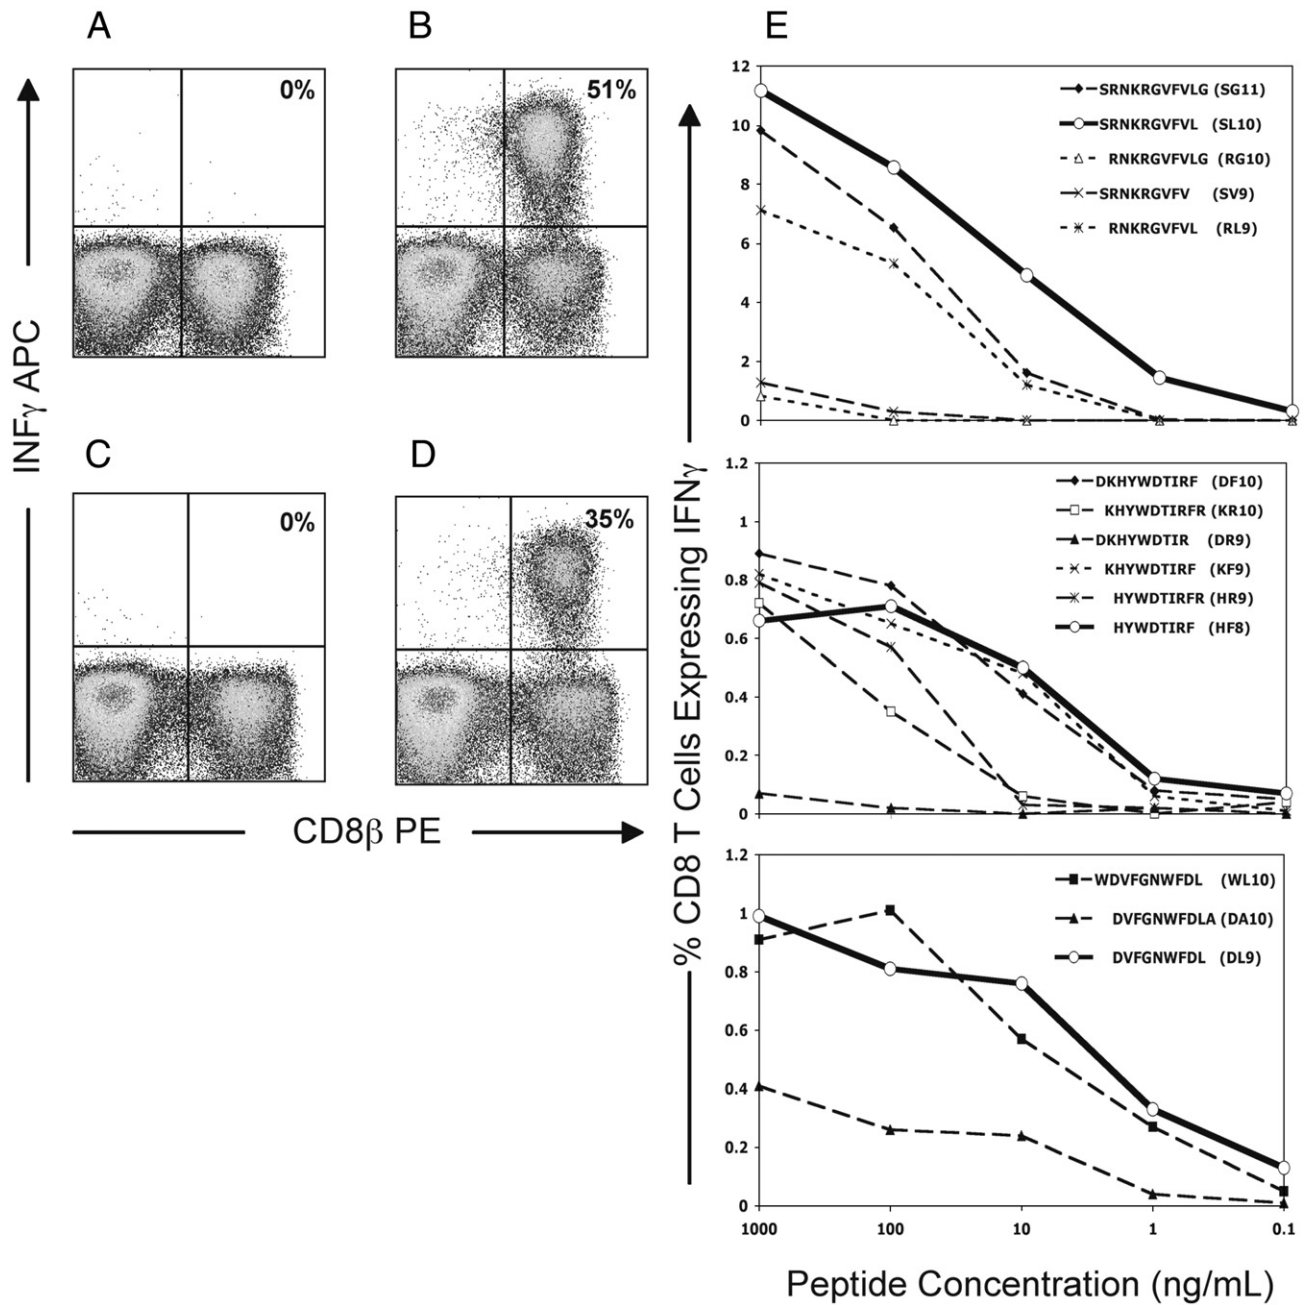 A
B
E
0%
51%
C
D
0%
35%
INFγ APC
CD8β PE
% CD8 T Cells Expressing IFNγ
12
10
8
6
4
2
0
SRNKRGVFVLG (SG11)
SRNKRGVFVL (SL10)
RNKRGVFVLG (RG10)
SRNKRGVFV (SV9)
RNKRGVFVL (RL9)
1.2
1
0.8
0.6
0.4
0.2
0
DKHYWDTIRF (DF10)
KHYWDTIRFR (KR10)
DKHYWDTIR (DR9)
KHYWDTIRF (KF9)
HYWDTIRFR (HR9)
HYWDTIRF (HF8)
1.2
1
0.8
0.6
0.4
0.2
0
WDVFGNWFDL (WL10)
DVFGNWFDLA (DA10)
DVFGNWFDL (DL9)
1000 100 10 1 0.1
Peptide Concentration (ng/mL)